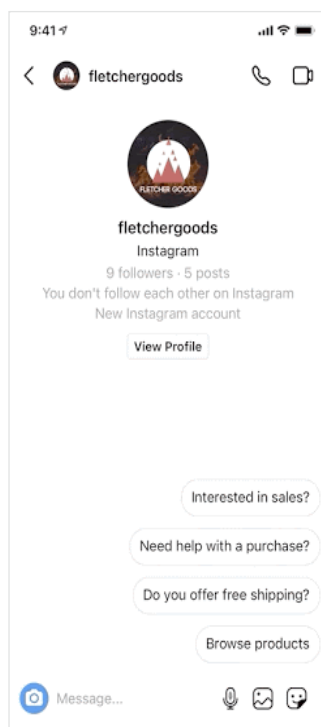 9:41
fletchergoods
FLETCHER GOODS
fletchergoods
Instagram
9 followers · 5 posts
You don't follow each other on Instagram
New Instagram account
View Profile
Interested in sales?
Need help with a purchase?
Do you offer free shipping?
Browse products
Message...